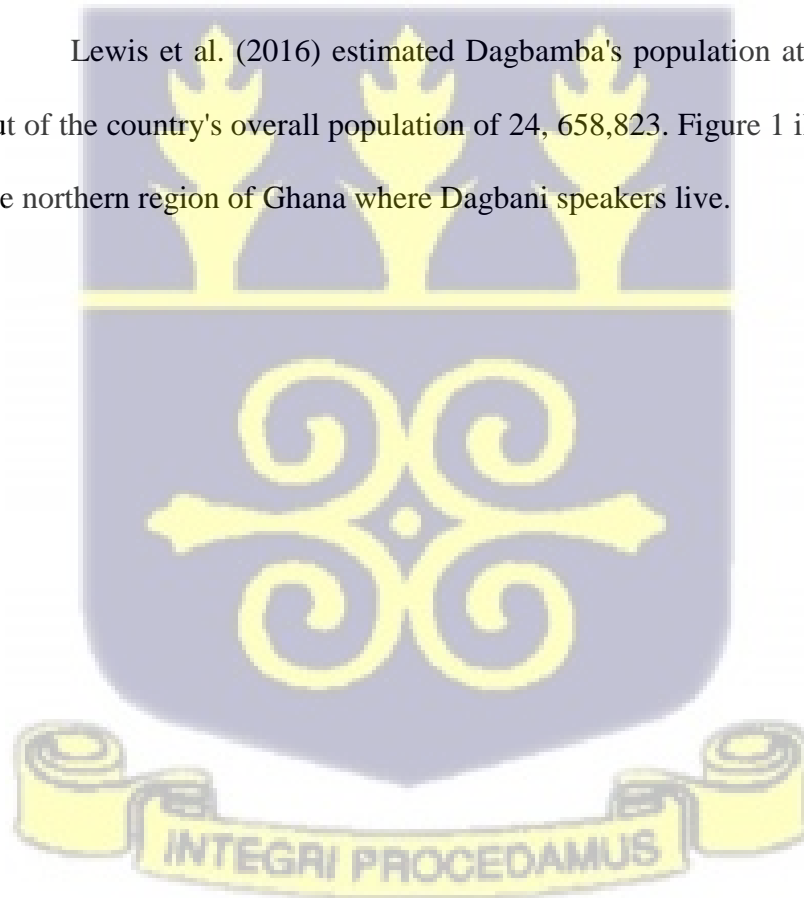 Lewis et al. (2016) estimated Dagbamba's population at
of the country's overall population of 24, 658,823. Figure 1
northern region of Ghana where Dagbani speakers live.
INTEGRI PROCEDAMUS